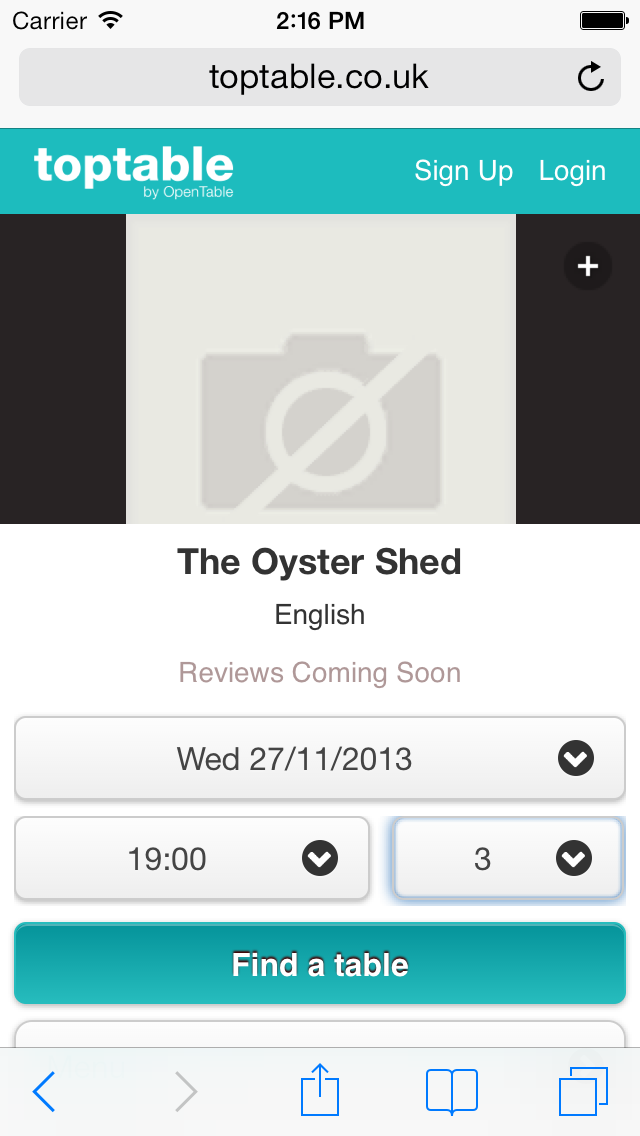 Carrier 2:16 PM
toptable.co.uk
toptable
by OpenTable
Sign Up Login
The Oyster Shed
English
Reviews Coming Soon
Wed 27/11/2013
19:00 3
Find a table